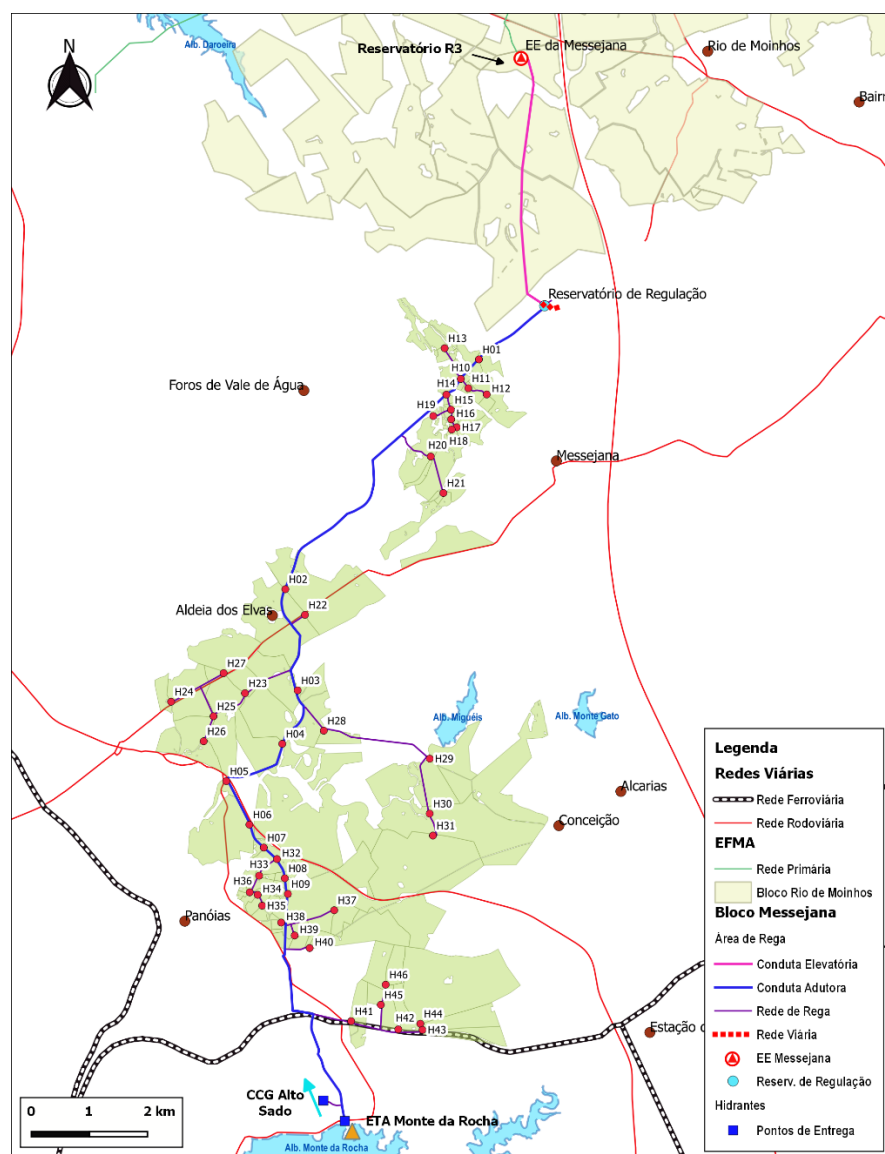 EE da Messejana
Reservatório R3
Rio de Moinhos
Alb. Daroeira
N
Bairr
Reservatório de Regulação
H13
H01
H10
H11
H12
H14
H15
H19
H16
H17
H18
Foros de Vale de Água
H20
Messejana
H21
H02
H22
Aldeia dos Elvas
H27
H23
H03
H24
H25
H26
H28
Alb. Miguéis
Alb. Monte Gato
H04
H29
H05
Alcarias
H30
H06
H31
Conceição
H07
H32
H08
H33
H09
H36
H34
H35
H37
Panóias
H38
H39
H40
H46
H45
H41
H44
H42
H43
Estação d
CCG Alto
Sado
ETA Monte da Rocha
Alb. Monte da Rocha
0 1 2 km
Legenda
Redes Viárias
Rede Ferroviária
Rede Rodoviária
EFMA
Rede Primária
Bloco Rio de Moinhos
Bloco Messejana
Área de Rega
Conduta Elevatória
Conduta Adutora
Rede de Rega
Rede Viária
EE Messejana
Reserv. de Regulação
Hidrantes
Pontos de Entrega